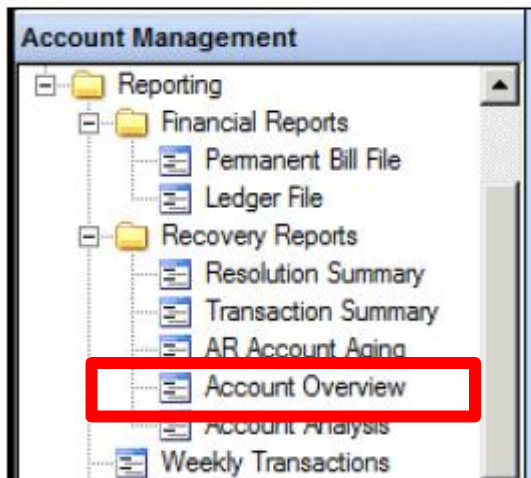 Account Management
Reporting
Financial Reports
Permanent Bill File
Ledger File
Recovery Reports
Resolution Summary
Transaction Summary
AR Account Aging
Account Overview
Account Analysis
Weekly Transactions